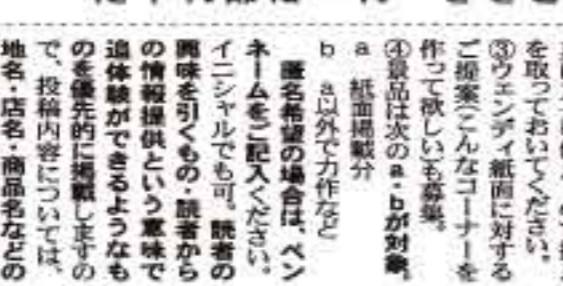 を取っておいてください。
③ウェンディ紙面に対する
ご提案(こんなコーナーを
作って欲しい)も募集。
④景品は次のa・bが対象。
a　紙面掲載分
b　a以外で力作など
　匿名希望の場合は、ペン
ネームをご記入ください。
イニシャルでも可。読者の
興味を引くもの・読者から
の情報提供という意味で
追体験ができるようなも
のを優先的に掲載しますの
で、投稿内容については、
地名・店名・商品名などの